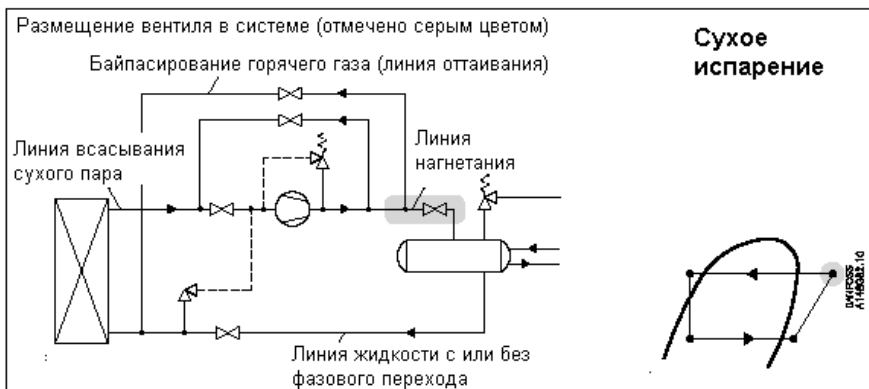 Размещение вентиля в системе (отмечено серым цветом)
Байпасирование горячего газа (линия оттаивания)
Сухое
испарение
Линия всасывания
сухого пара
Линия
нагнетания
Линия жидкости с или без
фазового перехода
DANFOSS